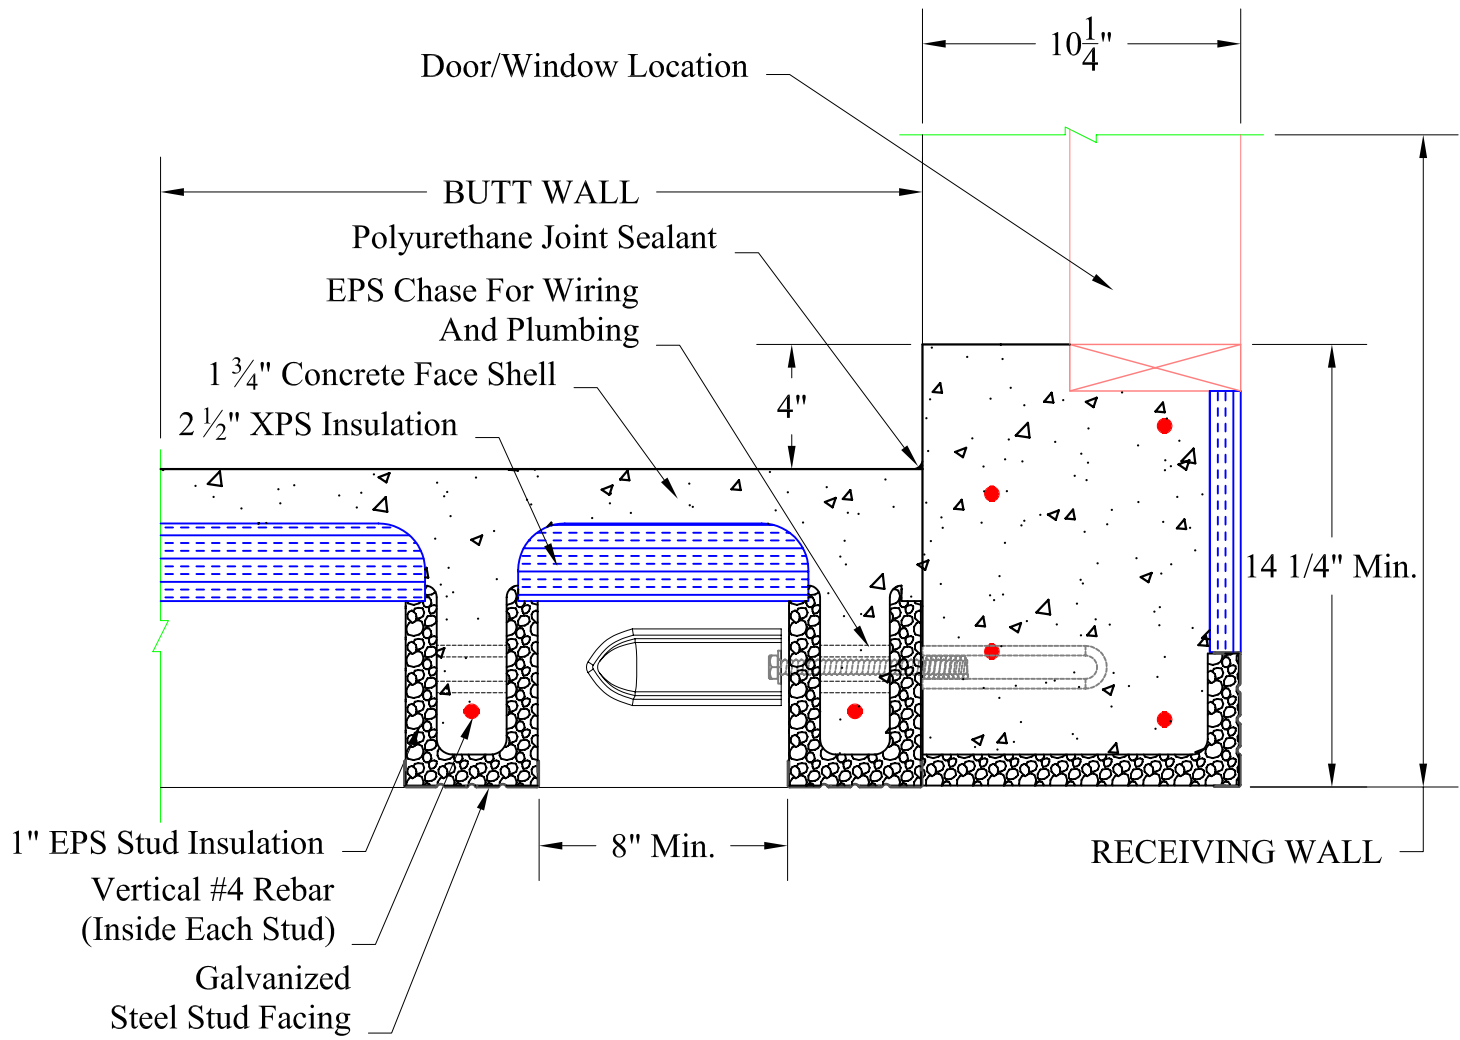 10 1/4"
Door/Window Location
BUTT WALL
Polyurethane Joint Sealant
EPS Chase For Wiring
And Plumbing
1 3/4" Concrete Face Shell
4"
2 1/2" XPS Insulation
14 1/4" Min.
1" EPS Stud Insulation
8" Min.
RECEIVING WALL
Vertical #4 Rebar
(Inside Each Stud)
Galvanized
Steel Stud Facing